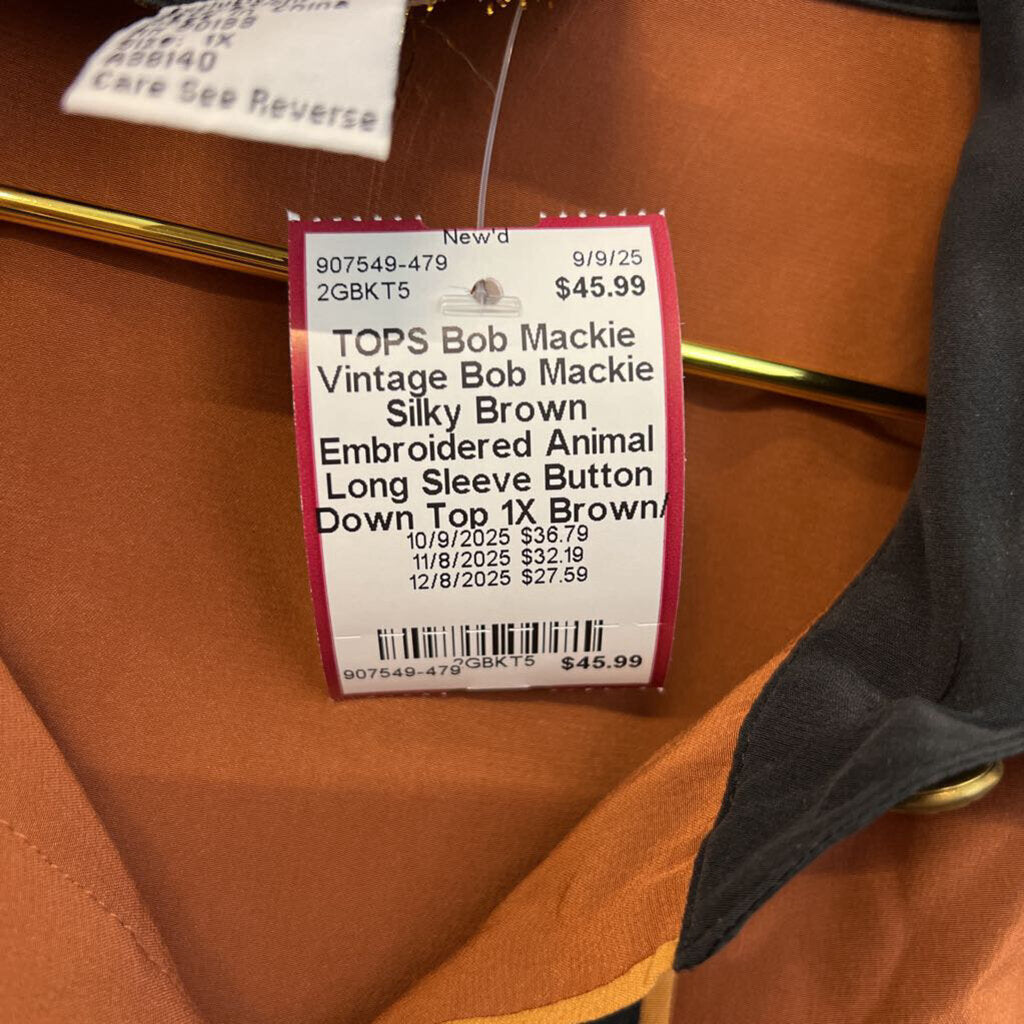 China
Size: 1X
A38140
Care See Reverse
New'd
907549-479 9/9/25
2GBKT5 $45.99
TOPS Bob Mackie
Vintage Bob Mackie
Silky Brown
Embroidered Animal
Long Sleeve Button
Down Top 1X Brown/
10/9/2025 $36.79
11/8/2025 $32.19
12/8/2025 $27.59
907549-479 2GBKT5 $45.99